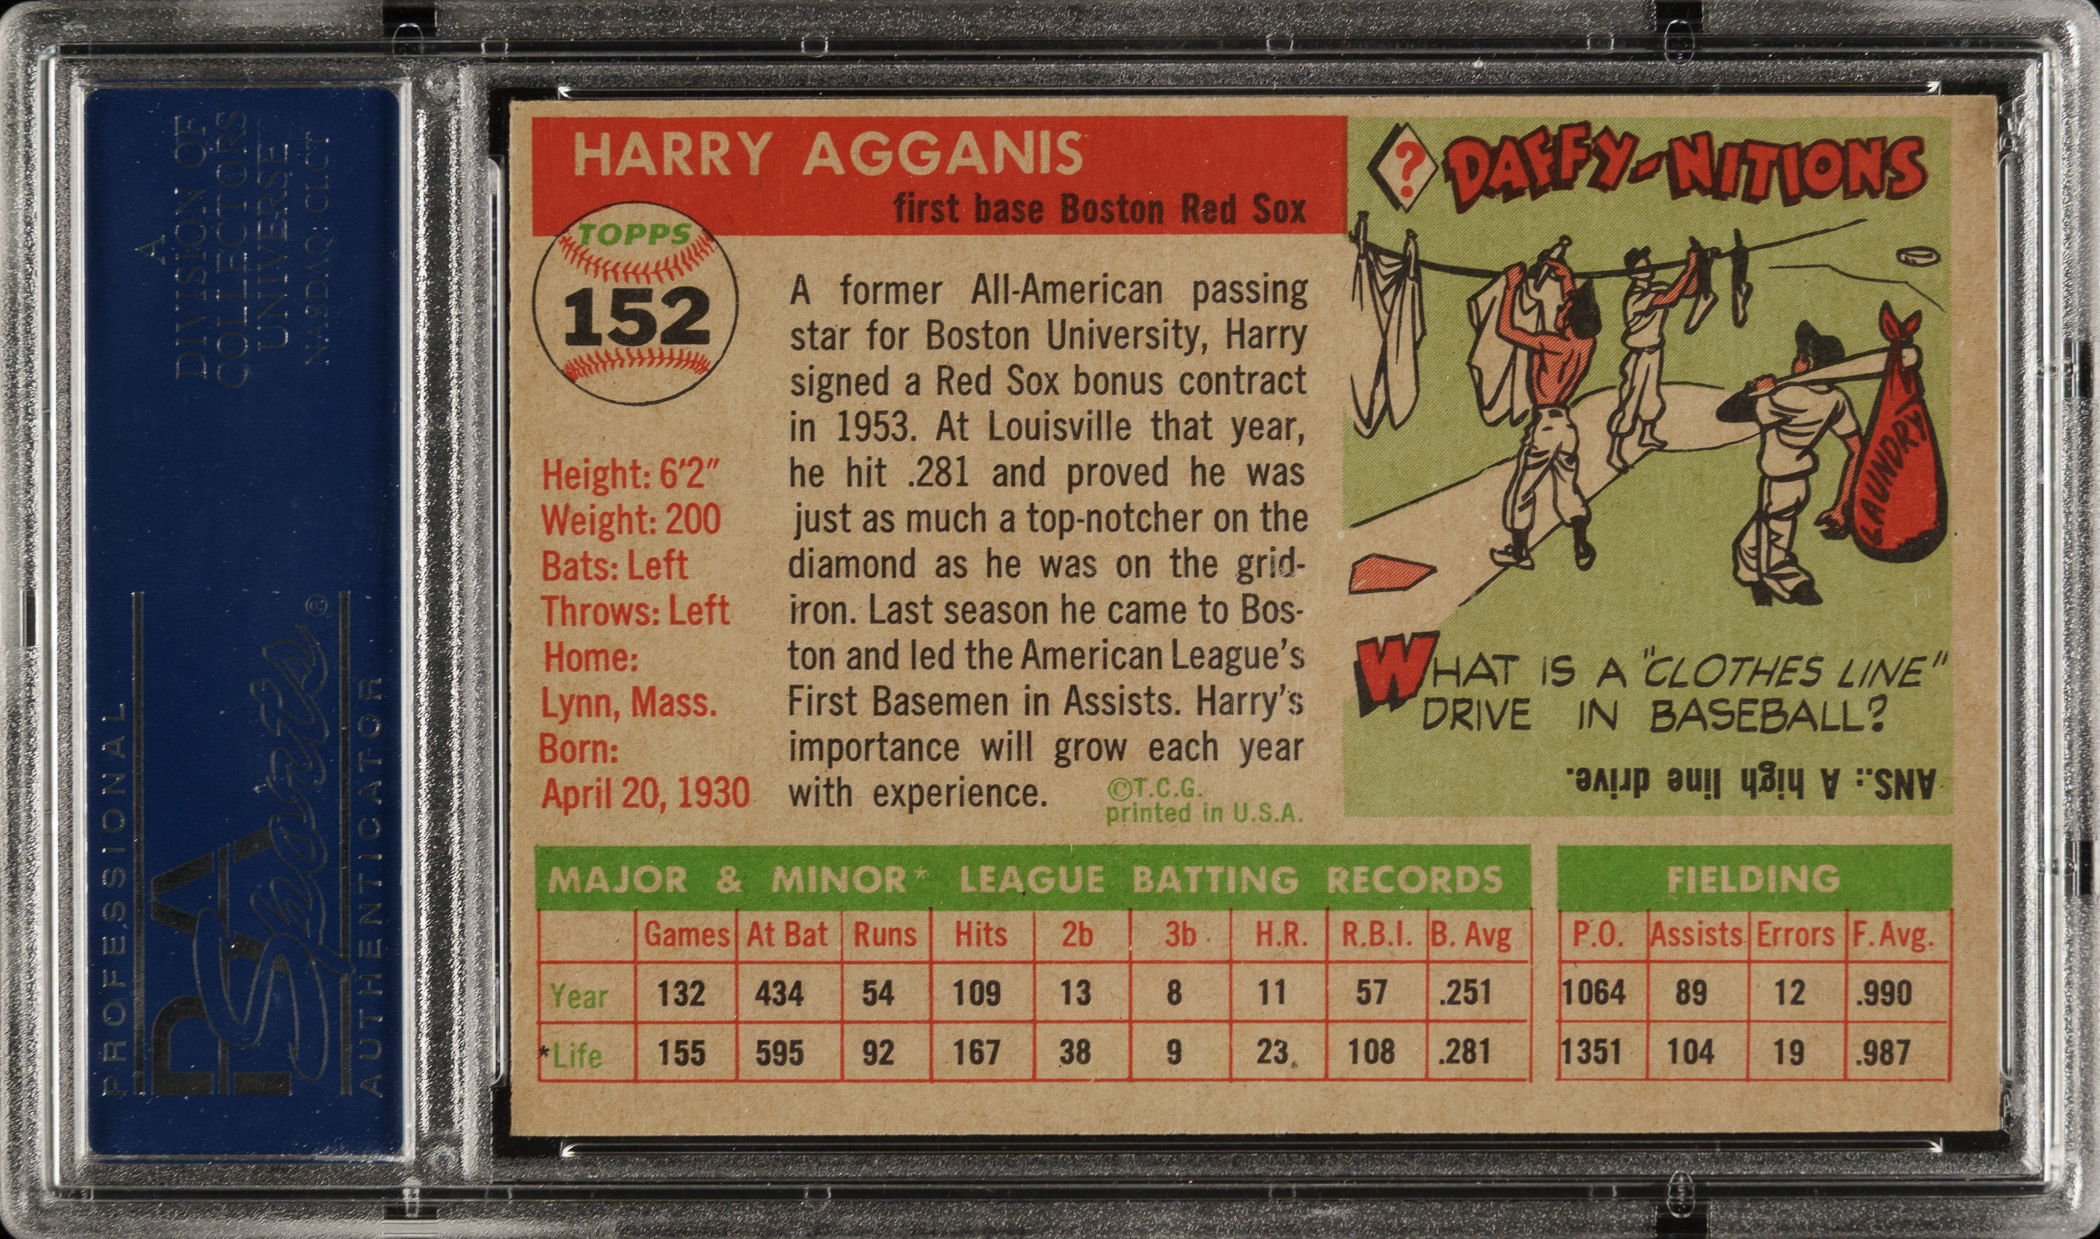 A
DIVISION OF
COLLECTORS
UNIVERSE
NASDAQ: CLCT
PROFESSIONAL
PSA
Sports®
AUTHENTICATOR
HARRY AGGANIS
first base Boston Red Sox
TOPPS
152
Height: 6'2"
Weight: 200
Bats: Left
Throws: Left
Home:
Lynn, Mass.
Born:
April 20, 1930
A former All-American passing
star for Boston University, Harry
signed a Red Sox bonus contract
in 1953. At Louisville that year,
he hit .281 and proved he was
just as much a top-notcher on the
diamond as he was on the grid-
iron. Last season he came to Bos-
ton and led the American League's
First Basemen in Assists. Harry's
importance will grow each year
with experience.
©T.C.G.
printed in U.S.A.
? DAFFY-NITIONS
LAUNDRY
WHAT IS A "CLOTHES LINE"
DRIVE IN BASEBALL?
ANS.: A high line drive.
MAJOR & MINOR* LEAGUE BATTING RECORDS
Games At Bat Runs Hits 2b 3b H.R. R.B.I. B. Avg
Year 132 434 54 109 13 8 11 57 .251
*Life 155 595 92 167 38 9 23 108 .281
FIELDING
P.O. Assists Errors F. Avg.
1064 89 12 .990
1351 104 19 .987